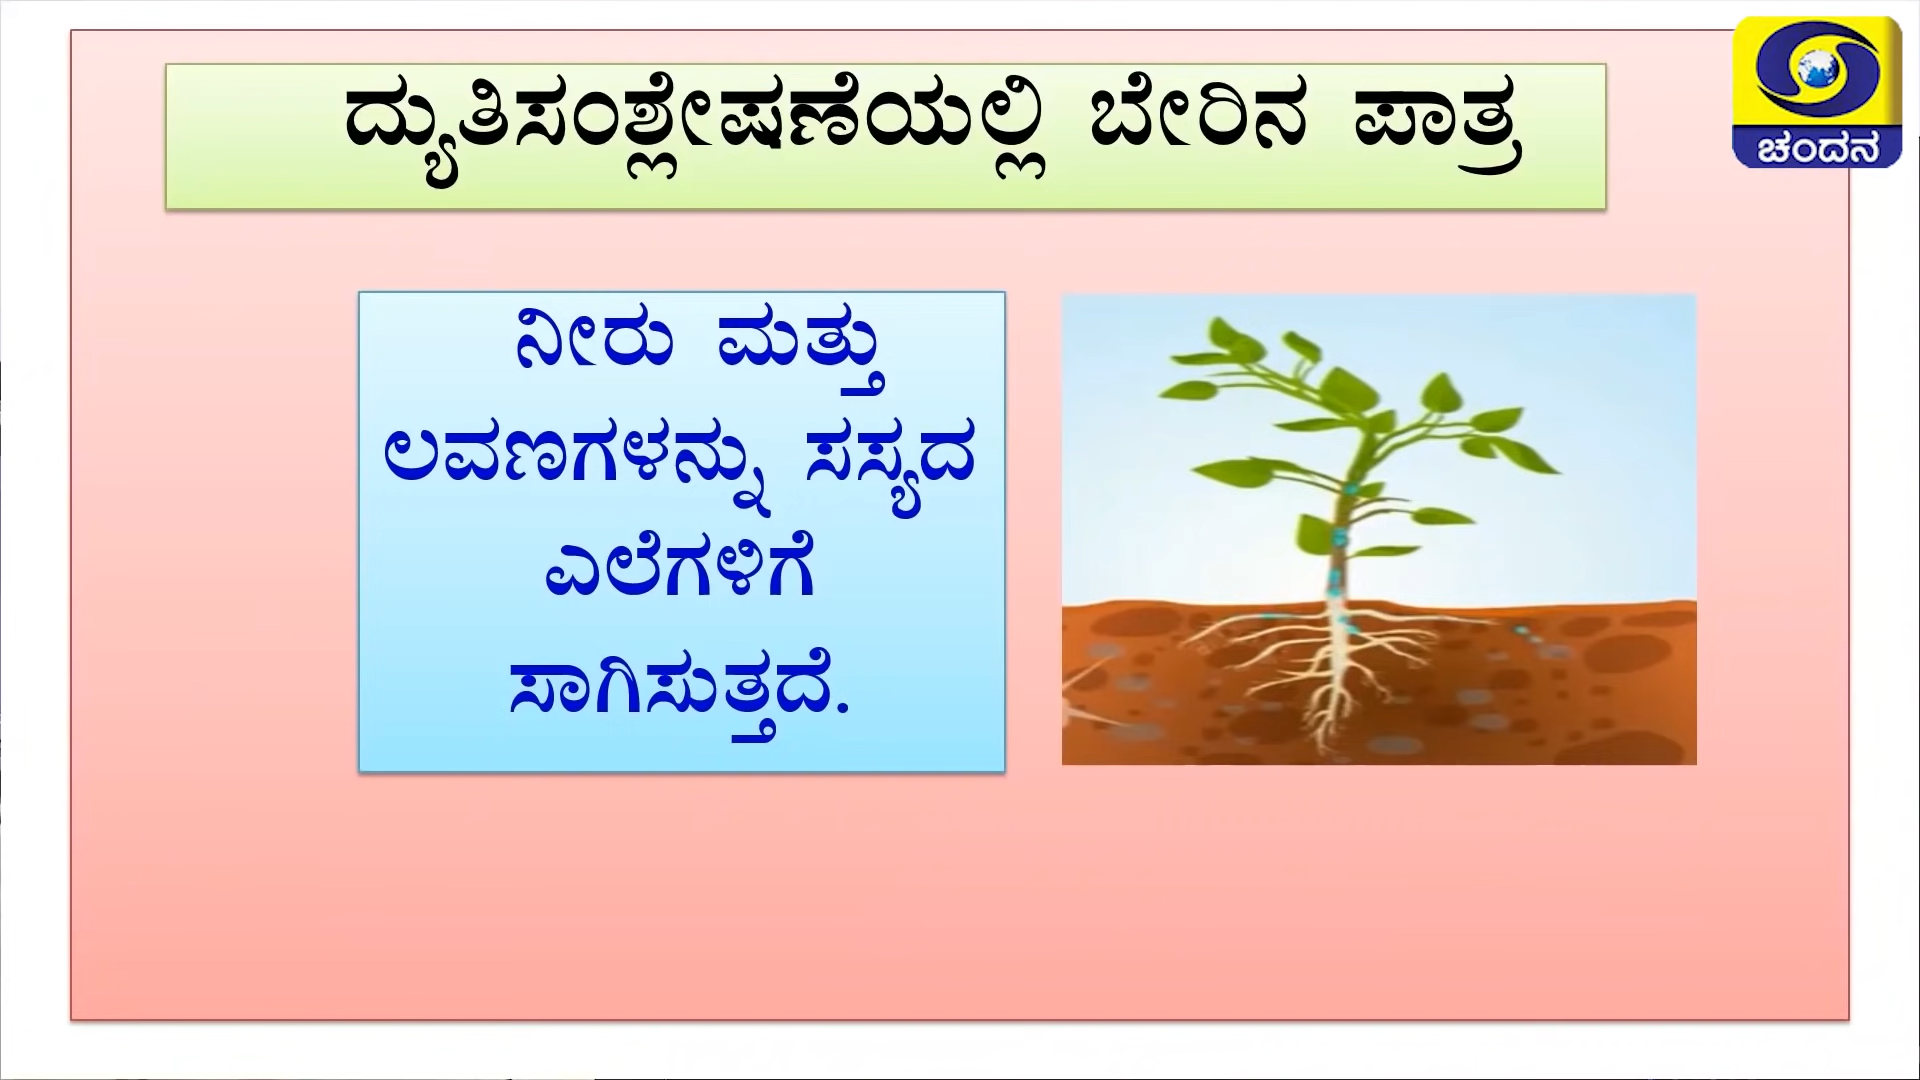 ದ್ಯುತಿಸಂಶ್ಲೇಷಣೆಯಲ್ಲಿ ಬೇರಿನ ಪಾತ್ರ
ಚಂದನ
ನೀರು ಮತ್ತು
ಲವಣಗಳನ್ನು ಸಸ್ಯದ
ಎಲೆಗಳಿಗೆ
ಸಾಗಿಸುತ್ತದೆ.